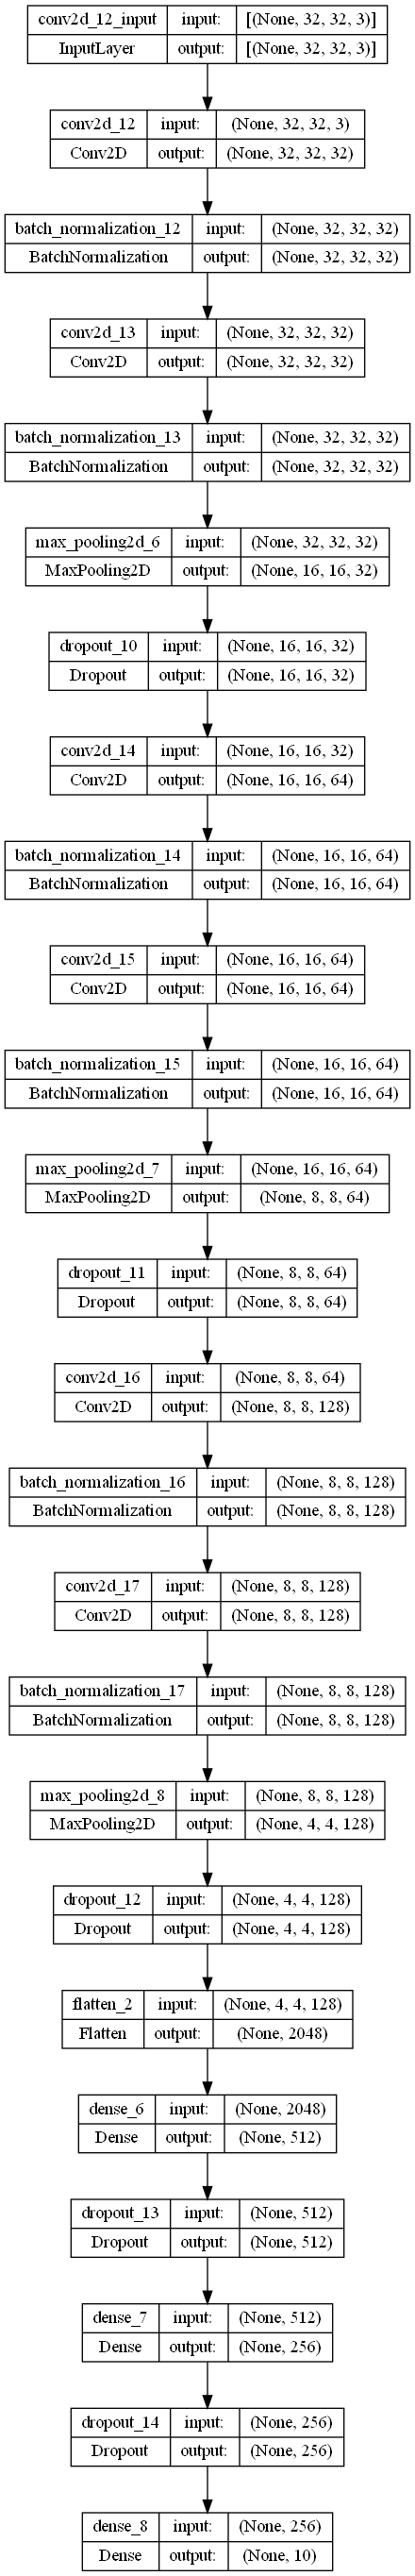 conv2d_12_input input: [(None, 32, 32, 3)]
InputLayer output: [(None, 32, 32, 3)]
conv2d_12 input: (None, 32, 32, 3)
Conv2D output: (None, 32, 32, 32)
batch_normalization_12 input: (None, 32, 32, 32)
BatchNormalization output: (None, 32, 32, 32)
conv2d_13 input: (None, 32, 32, 32)
Conv2D output: (None, 32, 32, 32)
batch_normalization_13 input: (None, 32, 32, 32)
BatchNormalization output: (None, 32, 32, 32)
max_pooling2d_6 input: (None, 32, 32, 32)
MaxPooling2D output: (None, 16, 16, 32)
dropout_10 input: (None, 16, 16, 32)
Dropout output: (None, 16, 16, 32)
conv2d_14 input: (None, 16, 16, 32)
Conv2D output: (None, 16, 16, 64)
batch_normalization_14 input: (None, 16, 16, 64)
BatchNormalization output: (None, 16, 16, 64)
conv2d_15 input: (None, 16, 16, 64)
Conv2D output: (None, 16, 16, 64)
batch_normalization_15 input: (None, 16, 16, 64)
BatchNormalization output: (None, 16, 16, 64)
max_pooling2d_7 input: (None, 16, 16, 64)
MaxPooling2D output: (None, 8, 8, 64)
dropout_11 input: (None, 8, 8, 64)
Dropout output: (None, 8, 8, 64)
conv2d_16 input: (None, 8, 8, 64)
Conv2D output: (None, 8, 8, 128)
batch_normalization_16 input: (None, 8, 8, 128)
BatchNormalization output: (None, 8, 8, 128)
conv2d_17 input: (None, 8, 8, 128)
Conv2D output: (None, 8, 8, 128)
batch_normalization_17 input: (None, 8, 8, 128)
BatchNormalization output: (None, 8, 8, 128)
max_pooling2d_8 input: (None, 8, 8, 128)
MaxPooling2D output: (None, 4, 4, 128)
dropout_12 input: (None, 4, 4, 128)
Dropout output: (None, 4, 4, 128)
flatten_2 input: (None, 4, 4, 128)
Flatten output: (None, 2048)
dense_6 input: (None, 2048)
Dense output: (None, 512)
dropout_13 input: (None, 512)
Dropout output: (None, 512)
dense_7 input: (None, 512)
Dense output: (None, 256)
dropout_14 input: (None, 256)
Dropout output: (None, 256)
dense_8 input: (None, 256)
Dense output: (None, 10)